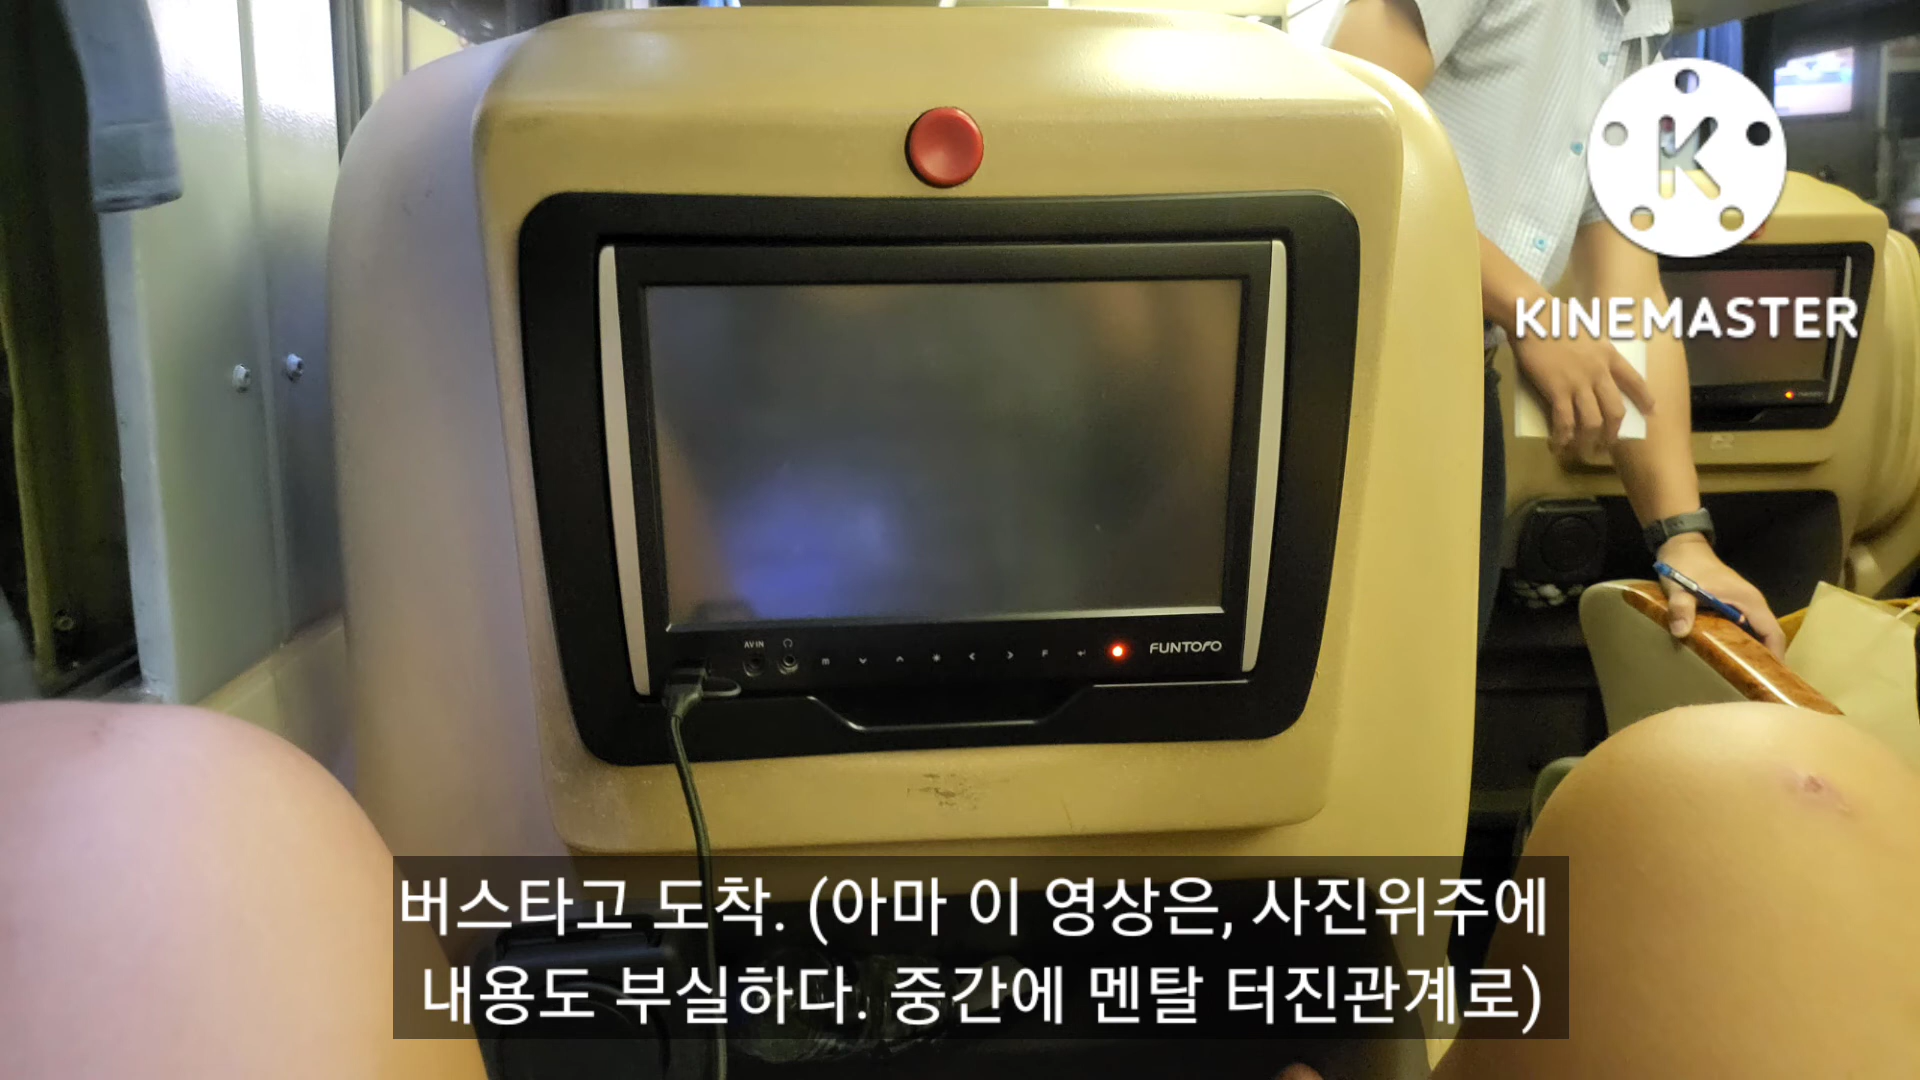 KINEMASTER
AV IN
FUNTORO
버스타고 도착. (아마 이 영상은, 사진위주에
내용도 부실하다. 중간에 멘탈 터진관계로)